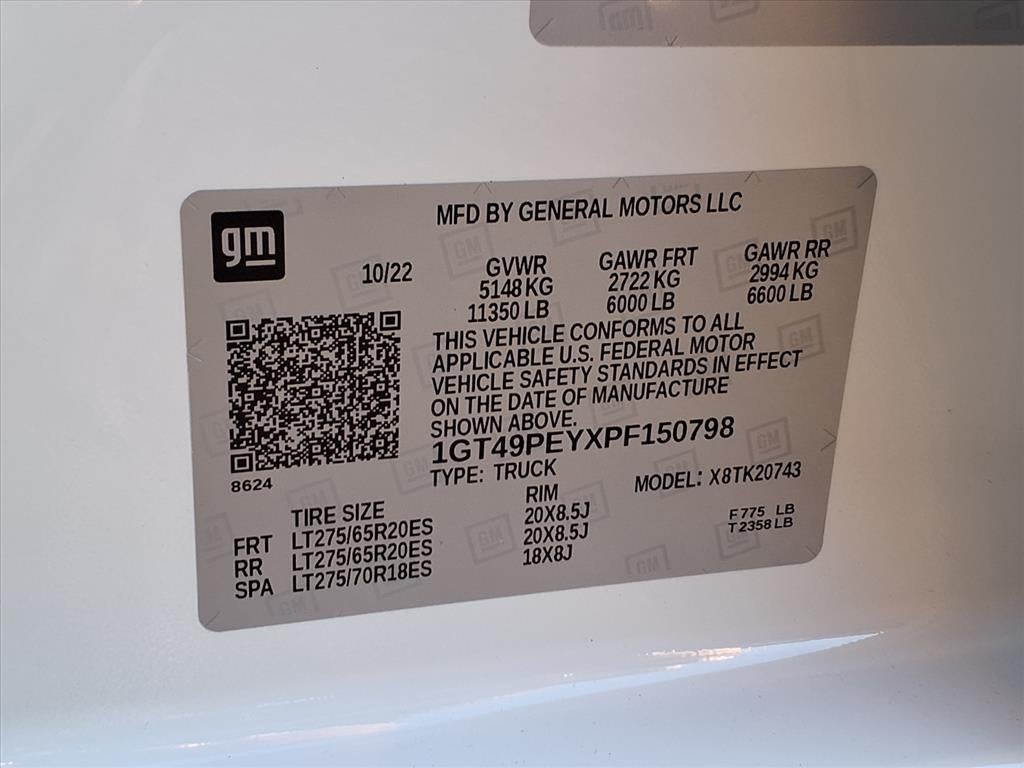 gm
MFD BY GENERAL MOTORS LLC
10/22
GVWR
5148 KG
11350 LB
GAWR FRT
2722 KG
6000 LB
GAWR RR
2994 KG
6600 LB
THIS VEHICLE CONFORMS TO ALL
APPLICABLE U.S. FEDERAL MOTOR
VEHICLE SAFETY STANDARDS IN EFFECT
ON THE DATE OF MANUFACTURE
SHOWN ABOVE.
1GT49PEYXPF150798
TYPE: TRUCK
MODEL: X8TK20743
8624
TIRE SIZE RIM
FRT LT275/65R20ES 20X8.5J
RR LT275/65R20ES 20X8.5J
SPA LT275/70R18ES 18X8J
F 775 LB
T 2358 LB